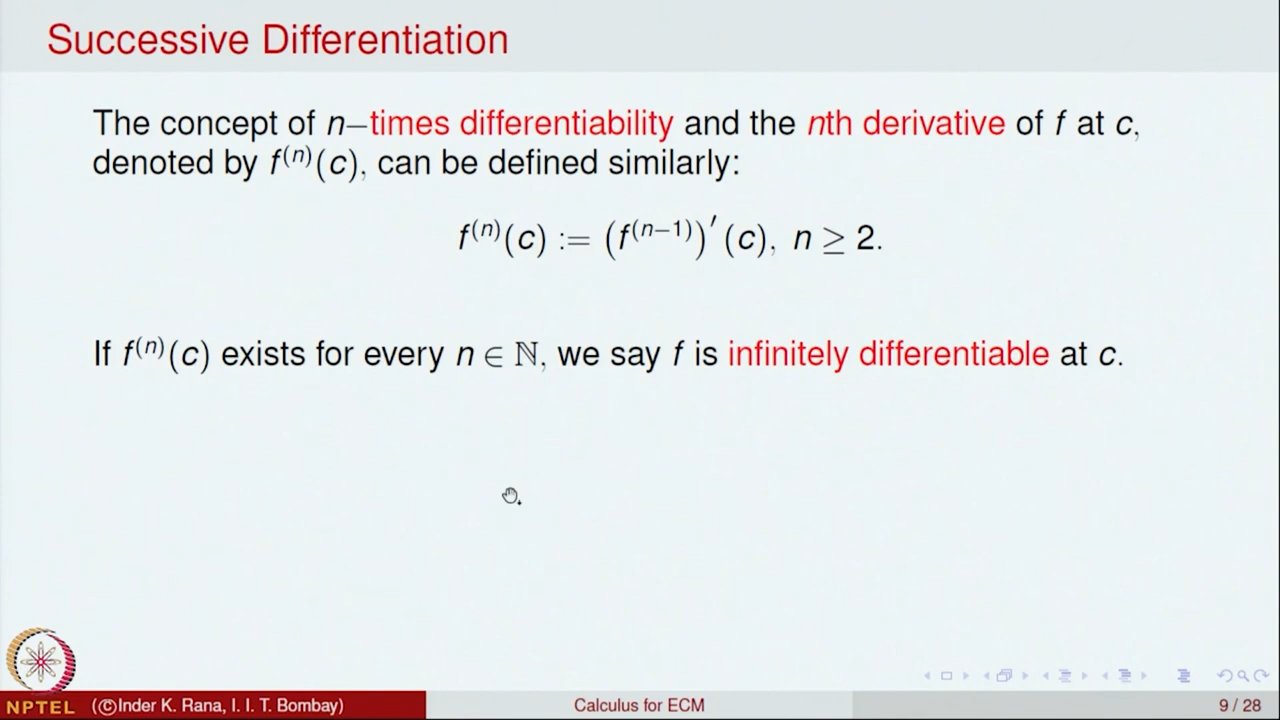 Successive Differentiation
The concept of n−times differentiability and the nth derivative of f at c,
denoted by f⁽ⁿ⁾(c), can be defined similarly:
f⁽ⁿ⁾(c) := (f⁽ⁿ⁻¹⁾)′ (c), n ≥ 2.
If f⁽ⁿ⁾(c) exists for every n ∈ ℕ, we say f is infinitely differentiable at c.
NPTEL
(©Inder K. Rana, I. I. T. Bombay)
Calculus for ECM
9 / 28